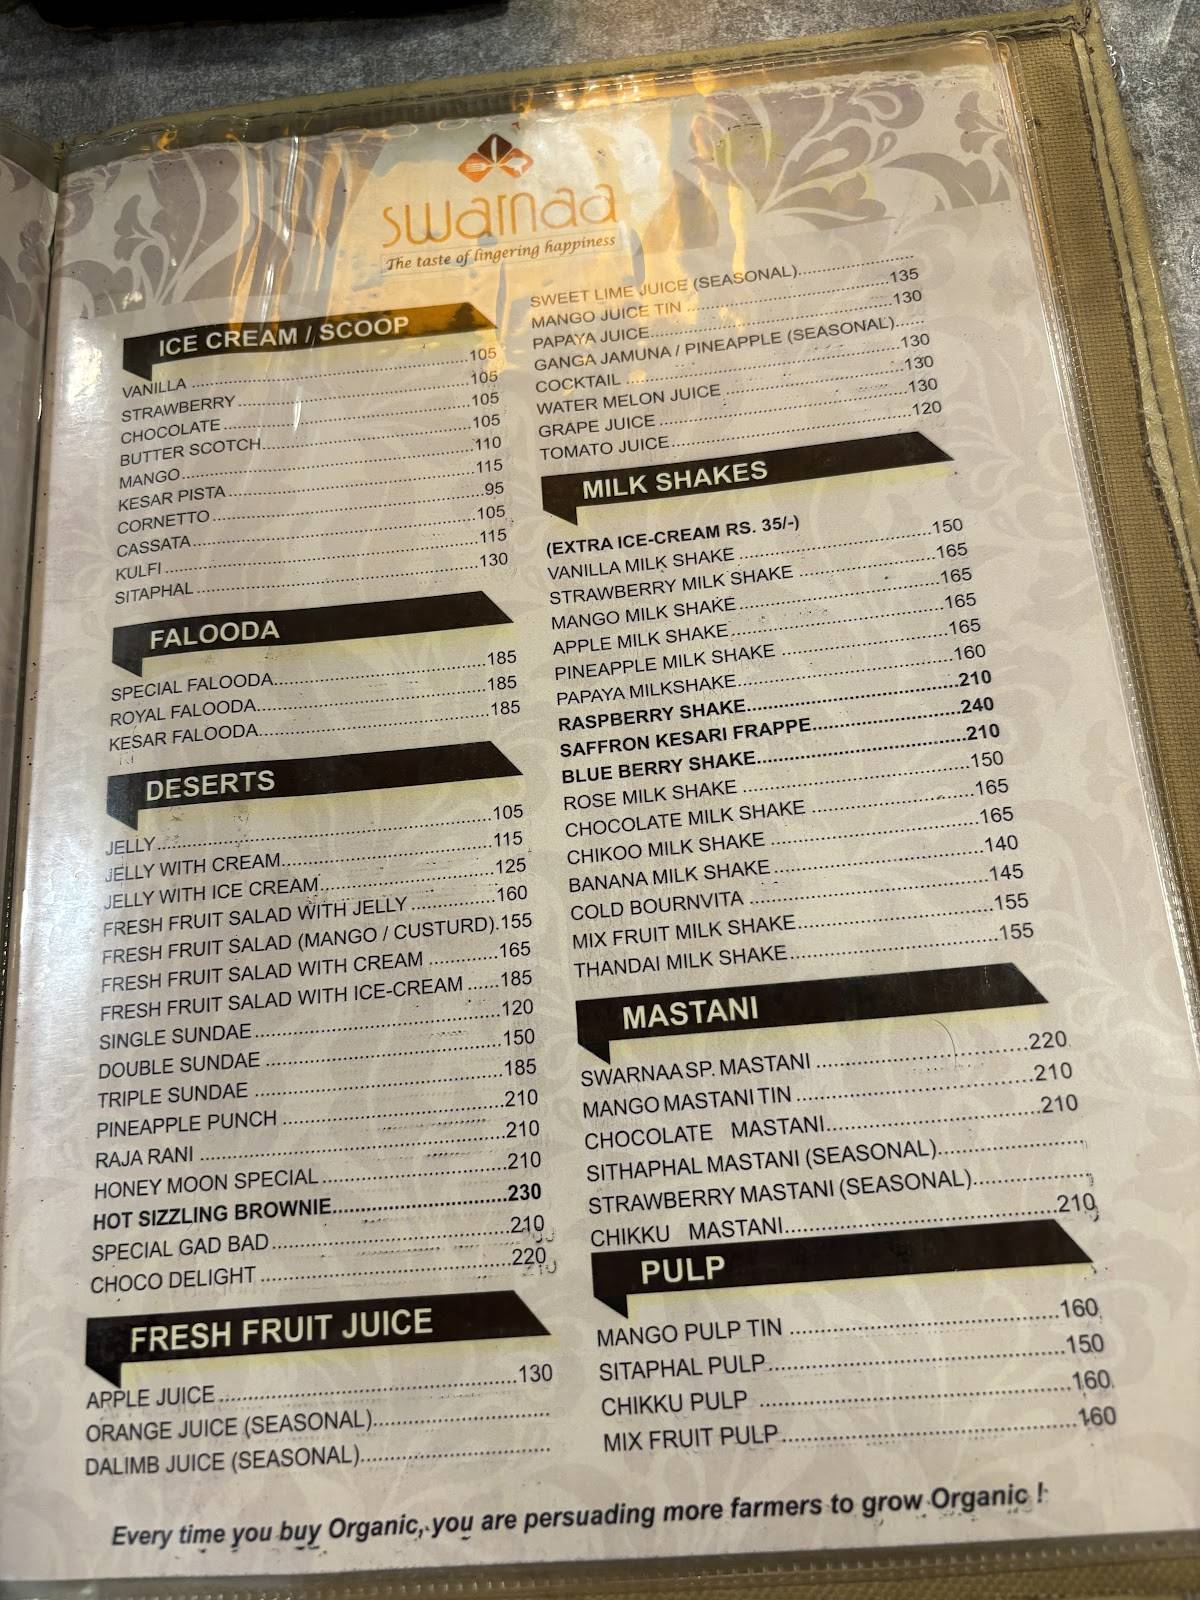 swarnaa
The taste of lingering happiness
ICE CREAM / SCOOP
VANILLA ........105
STRAWBERRY ........105
CHOCOLATE ........105
BUTTER SCOTCH........105
MANGO........110
KESAR PISTA ........115
CORNETTO ........95
CASSATA........105
KULFI ........115
SITAPHAL ........130
FALOODA
SPECIAL FALOODA........185
ROYAL FALOODA........185
KESAR FALOODA........185
DESERTS
JELLY........105
JELLY WITH CREAM........115
JELLY WITH ICE CREAM........125
FRESH FRUIT SALAD WITH JELLY ........160
FRESH FRUIT SALAD (MANGO / CUSTURD).155
FRESH FRUIT SALAD WITH CREAM ........165
FRESH FRUIT SALAD WITH ICE-CREAM ......185
SINGLE SUNDAE ........120
DOUBLE SUNDAE ........150
TRIPLE SUNDAE ........185
PINEAPPLE PUNCH ........210
RAJA RANI ........210
HONEY MOON SPECIAL ........210
HOT SIZZLING BROWNIE........230
SPECIAL GAD BAD ........210
CHOCO DELIGHT ........220
FRESH FRUIT JUICE
APPLE JUICE ........130
ORANGE JUICE (SEASONAL)........
DALIMB JUICE (SEASONAL)........
SWEET LIME JUICE (SEASONAL)........
MANGO JUICE TIN ........135
PAPAYA JUICE........130
GANGA JAMUNA / PINEAPPLE (SEASONAL)......
COCKTAIL ........130
WATER MELON JUICE ........130
GRAPE JUICE ........130
TOMATO JUICE........120
MILK SHAKES
(EXTRA ICE-CREAM RS. 35/-)
VANILLA MILK SHAKE ........150
STRAWBERRY MILK SHAKE ........165
MANGO MILK SHAKE........165
APPLE MILK SHAKE........165
PINEAPPLE MILK SHAKE ........165
PAPAYA MILKSHAKE........160
RASPBERRY SHAKE........210
SAFFRON KESARI FRAPPE........240
BLUE BERRY SHAKE........210
ROSE MILK SHAKE ........150
CHOCOLATE MILK SHAKE ........165
CHIKOO MILK SHAKE ........165
BANANA MILK SHAKE........140
COLD BOURNVITA ........145
MIX FRUIT MILK SHAKE........155
THANDAI MILK SHAKE........155
MASTANI
SWARNAA SP. MASTANI ........220
MANGO MASTANI TIN ........210
CHOCOLATE MASTANI........210
SITHAPHAL MASTANI (SEASONAL)........
STRAWBERRY MASTANI (SEASONAL)........
CHIKKU MASTANI........210
PULP
MANGO PULP TIN ........160
SITAPHAL PULP........150
CHIKKU PULP ........160
MIX FRUIT PULP........160
Every time you buy Organic, you are persuading more farmers to grow Organic !